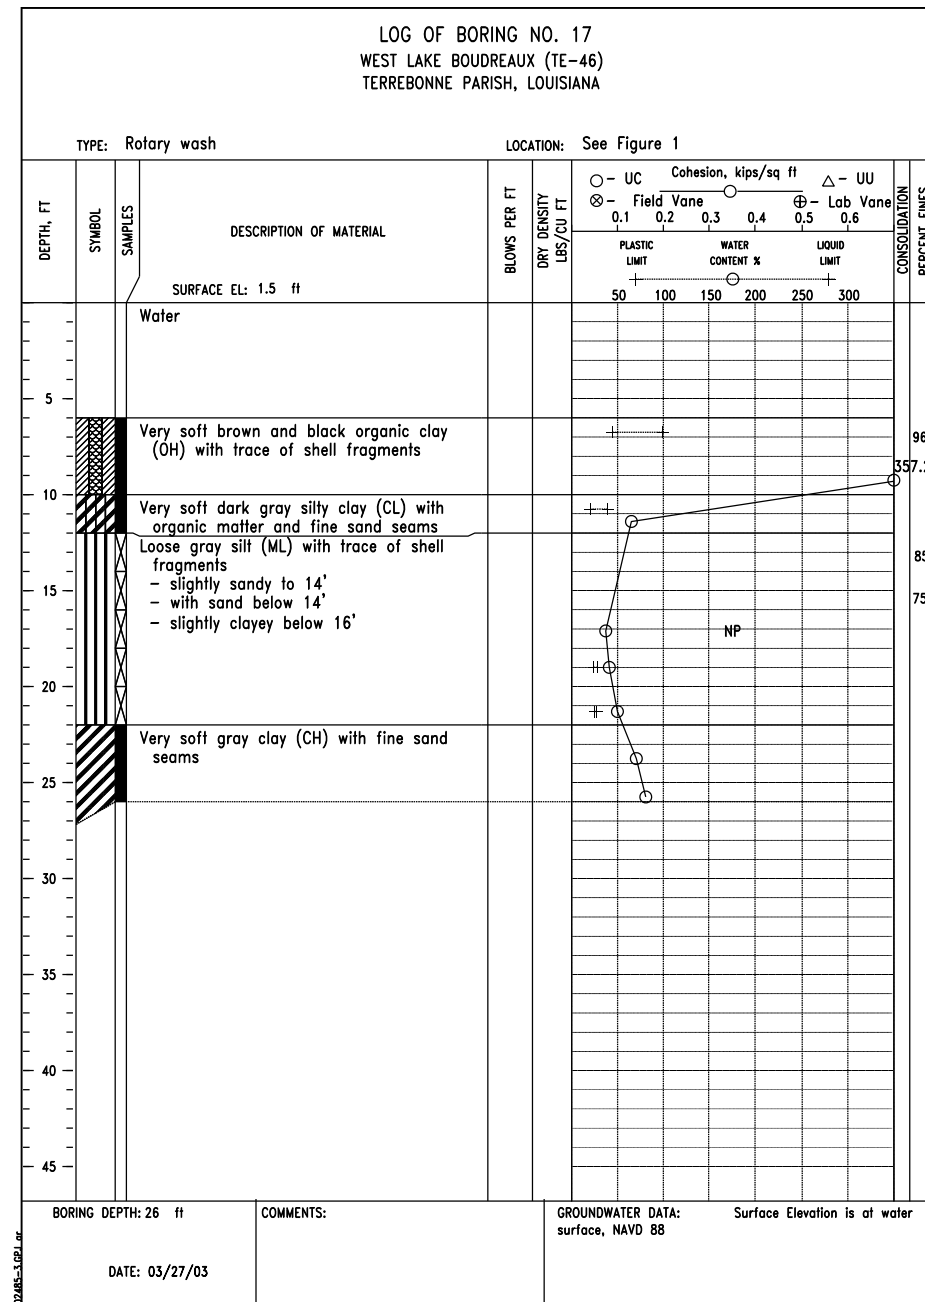 LOG OF BORING NO. 17
WEST LAKE BOUDREAUX (TE-46)
TERREBONNE PARISH, LOUISIANA
TYPE: Rotary wash
LOCATION: See Figure 1
DEPTH, FT
SYMBOL
SAMPLES
DESCRIPTION OF MATERIAL
SURFACE EL: 1.5 ft
BLOWS PER FT
DRY DENSITY
LBS/CU FT
Cohesion, kips/sq ft
- UC
- UU
- Field Vane
- Lab Vane
0.1 0.2 0.3 0.4 0.5 0.6
PLASTIC LIMIT
WATER CONTENT %
LIQUID LIMIT
50 100 150 200 250 300
CONSOLIDATION
PERCENT FINES
Water
5
Very soft brown and black organic clay
(OH) with trace of shell fragments
96
357.2
10
Very soft dark gray silty clay (CL) with
organic matter and fine sand seams
Loose gray silt (ML) with trace of shell
fragments
- slightly sandy to 14'
- with sand below 14'
- slightly clayey below 16'
85
15
75
NP
20
Very soft gray clay (CH) with fine sand
seams
25
30
35
40
45
BORING DEPTH: 26 ft
DATE: 03/27/03
COMMENTS:
GROUNDWATER DATA: Surface Elevation is at water
surface, NAVD 88